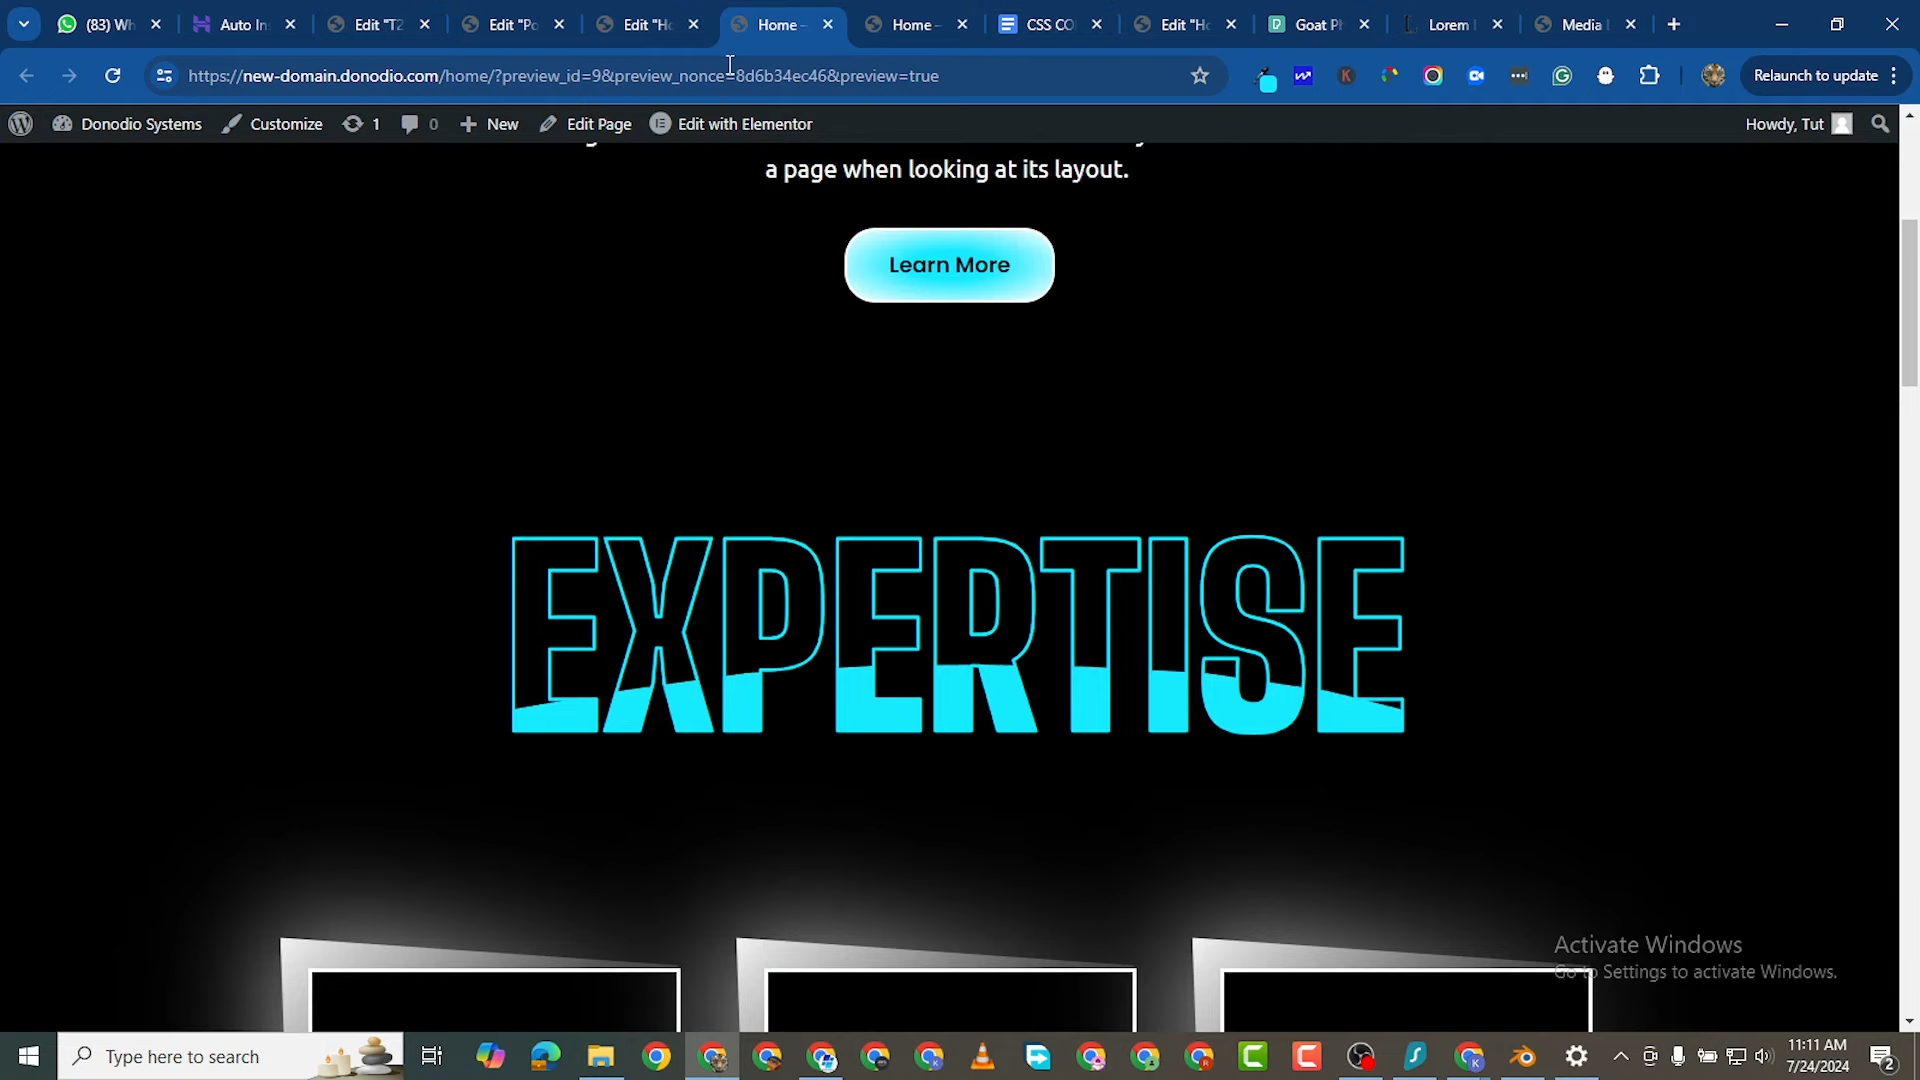 (83) Wh
Auto In
Edit "T2
Edit "Po
Edit "Ho
Home -
Home -
CSS CO
Edit "Ho
Goat P
Lorem
Media
https://new-domain.donodio.com/home/?preview_id=9&preview_nonce=8d6b34ec46&preview=true
Relaunch to update
Donodio Systems
Customize
1
0
New
Edit Page
Edit with Elementor
Howdy, Tut
a page when looking at its layout.
Learn More
EXPERTISE
Activate Windows
Go to Settings to activate Windows.
Type here to search
11:11 AM
7/24/2024
2